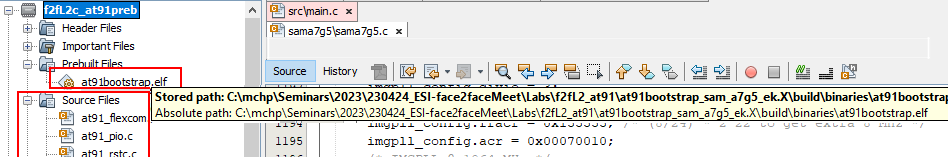 f2fL2c_at91preb
Header Files
Important Files
Prebuilt Files
at91bootstrap.elf
Source Files
at91_flexcom
at91_pio.c
at91_rstc.c
src\main.c
sama7g5\sama7g5.c
Source
History
Stored path: C:\mchp\Seminars\2023\230424_ESI-face2faceMeet\Labs\f2fL2_at91\at91bootstrap_sam_a7g5_ek.X\build\binaries\at91bootstrap
Absolute path: C:\mchp\Seminars\2023\230424_ESI-face2faceMeet\Labs\f2fL2_at91\at91bootstrap_sam_a7g5_ek.X\build\binaries\at91bootstrap.elf
1194
1195 imgpll_config.acr = 0x00070010;